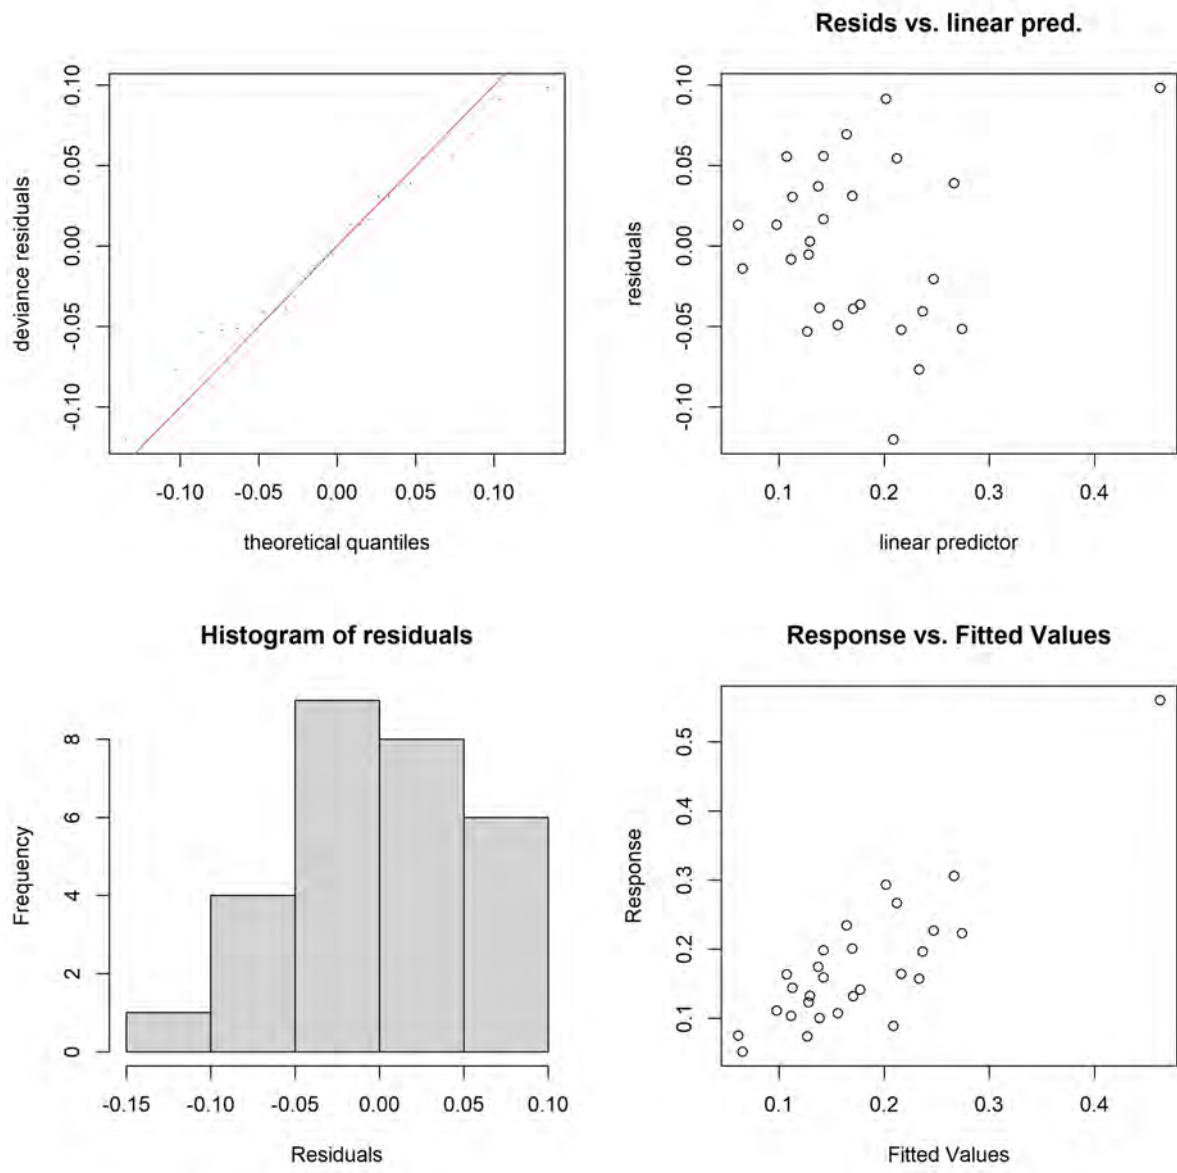 deviance residuals
0.10
0.05
0.00
-0.05
-0.10
-0.10 -0.05 0.00 0.05 0.10
theoretical quantiles
Resids vs. linear pred.
residuals
0.10
0.05
0.00
-0.05
-0.10
0.1 0.2 0.3 0.4
linear predictor
Histogram of residuals
Frequency
8
6
4
2
0
-0.15 -0.10 -0.05 0.00 0.05 0.10
Residuals
Response vs. Fitted Values
Response
0.5
0.4
0.3
0.2
0.1
0.1 0.2 0.3 0.4
Fitted Values